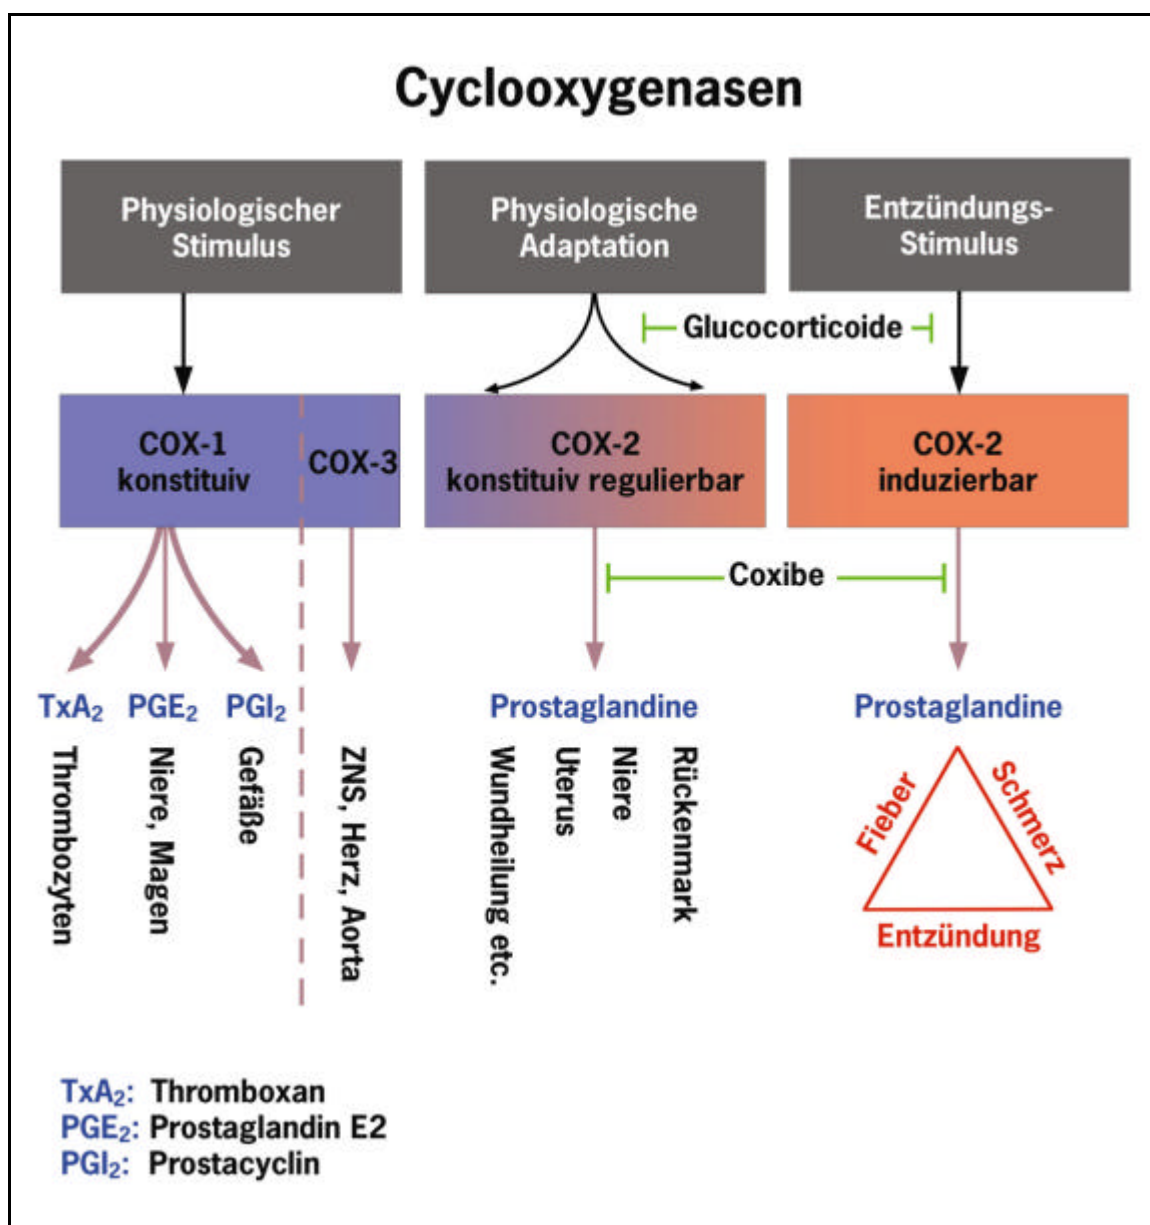 Cyclooxygenasen
Physiologischer
Stimulus
Physiologische
Adaptation
Entzündungs-
Stimulus
Glucocorticoide
COX-1
konstituiv
COX-3
COX-2
konstituiv regulierbar
COX-2
induzierbar
Coxibe
TxA₂
PGE₂
PGI₂
Prostaglandine
Prostaglandine
Thrombozyten
Niere, Magen
Gefäße
ZNS, Herz, Aorta
Wundheilung etc.
Uterus
Niere
Rückenmark
Fieber
Schmerz
Entzündung
TxA₂: Thromboxan
PGE₂: Prostaglandin E2
PGI₂: Prostacyclin